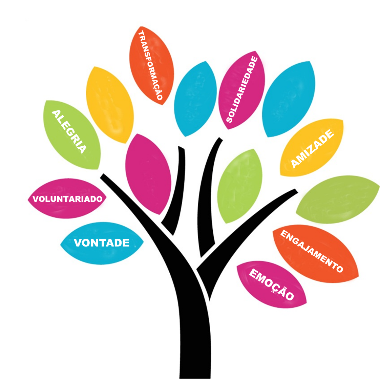 TRANSFORMAÇÃO
SOLIDARIEDADE
ALEGRIA
AMIZADE
VOLUNTARIADO
VONTADE
ENGAJAMENTO
EMOÇÃO